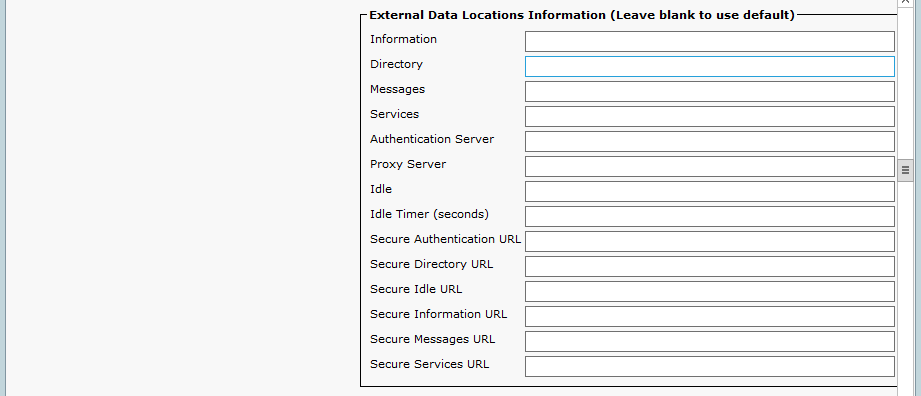 External Data Locations Information (Leave blank to use default)
Information
Directory
Messages
Services
Authentication Server
Proxy Server
Idle
Idle Timer (seconds)
Secure Authentication URL
Secure Directory URL
Secure Idle URL
Secure Information URL
Secure Messages URL
Secure Services URL